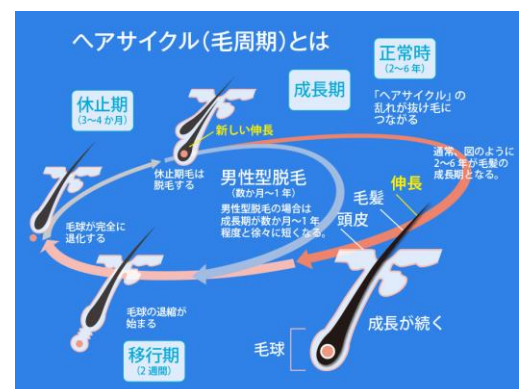 ヘアサイクル(毛周期)とは
正常時
(2〜6年)
成長期
「ヘアサイクル」の
乱れが抜け毛に
つながる
休止期
(3〜4か月)
新しい伸長
休止期毛は
脱毛する
男性型脱毛
(数か月〜1年)
男性型脱毛の場合は
成長期が数か月〜1年
程度と徐々に短くなる。
通常、図のように
2〜6年が毛髪の
成長期となる。
伸長
毛髪
頭皮
毛球が完全に
退化する
毛球の退縮が
始まる
移行期
(2週間)
成長が続く
毛球